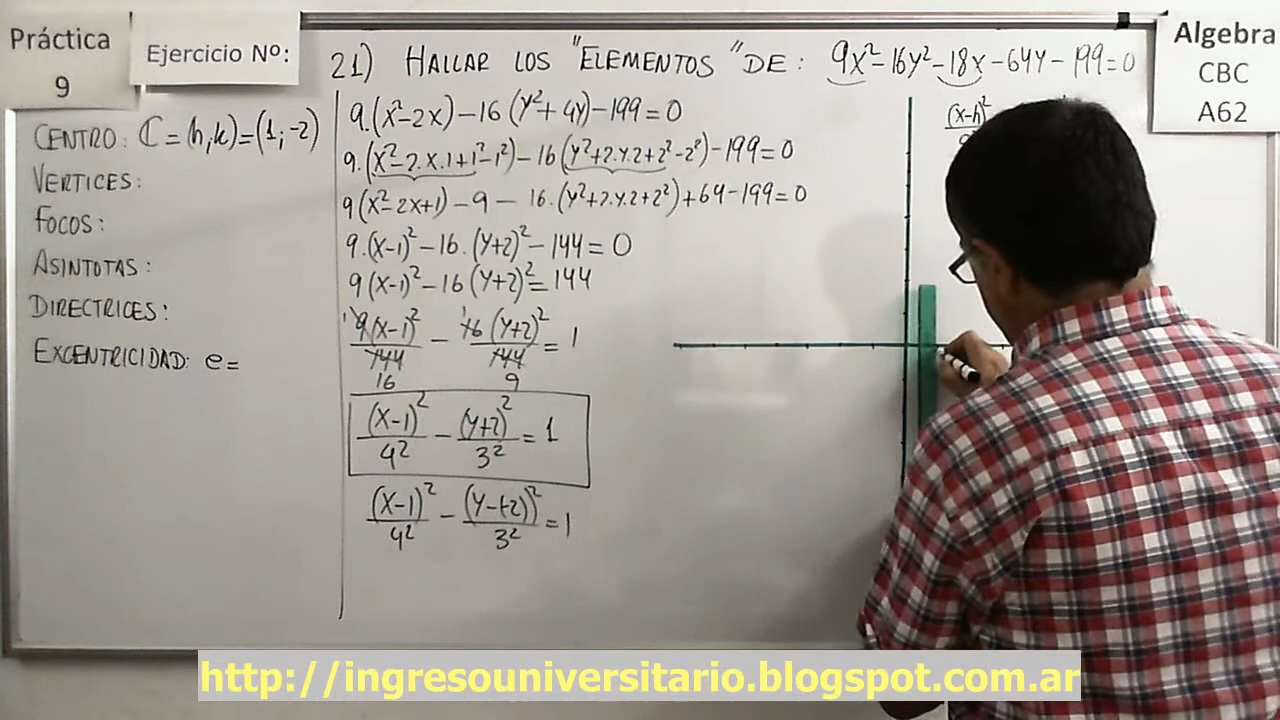 Práctica
9
Ejercicio Nº:
21) HALLAR LOS "ELEMENTOS" DE: 9x²-16y²-18x-64y-199=0
Algebra
CBC
A62
CENTRO: C=(h,k)=(1;-2)
VERTICES:
FOCOS:
ASINTOTAS:
DIRECTRICES:
EXCENTRICIDAD: e=
9.(x²-2x)-16(y²+4y)-199=0
9.(x²-2.x.1+1²-1²)-16(y²+2.y.2+2²-2²)-199=0
9(x²-2x+1)-9-16.(y²+2.y.2+2²)+64-199=0
9.(x-1)²-16.(y+2)²-144=0
9(x-1)²-16(y+2)²=144
1 9(x-1)²/144 16 - 1 16(y+2)²/144 9 = 1
(x-1)²/4² - (y+2)²/3² = 1
(x-1)²/4² - (y-(-2))²/3² = 1
(x-h)²
http://ingresouniversitario.blogspot.com.ar